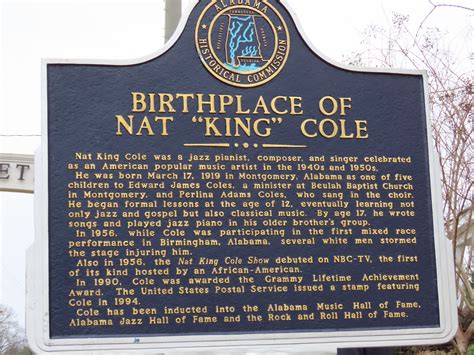 ALABAMA
HISTORICAL
COMMISSION
BIRTHPLACE OF
NAT "KING" COLE
Nat King Cole was a jazz pianist, composer, and singer celebrated
as an American popular music artist in the 1940s and 1950s.
He was born March 17, 1919 in Montgomery, Alabama as one of five
children to Edward James Coles, a minister at Beulah Baptist Church
in Montgomery, and Perlina Adams Coles, who sang in the choir.
He began formal lessons at the age of 12, eventually learning not
only jazz and gospel but also classical music. By age 17, he wrote
songs and played jazz piano in his older brother's group.
In 1956, while Cole was participating in the first mixed race
performance in Birmingham, Alabama, several white men stormed
the stage injuring him.
Also in 1956, the Nat King Cole Show debuted on NBC-TV, the first
of its kind hosted by an African-American.
In 1990, Cole was awarded the Grammy Lifetime Achievement
Award. The United States Postal Service issued a stamp featuring
Cole in 1994.
Cole has been inducted into the Alabama Music Hall of Fame,
Alabama Jazz Hall of Fame and the Rock and Roll Hall of Fame.
ET